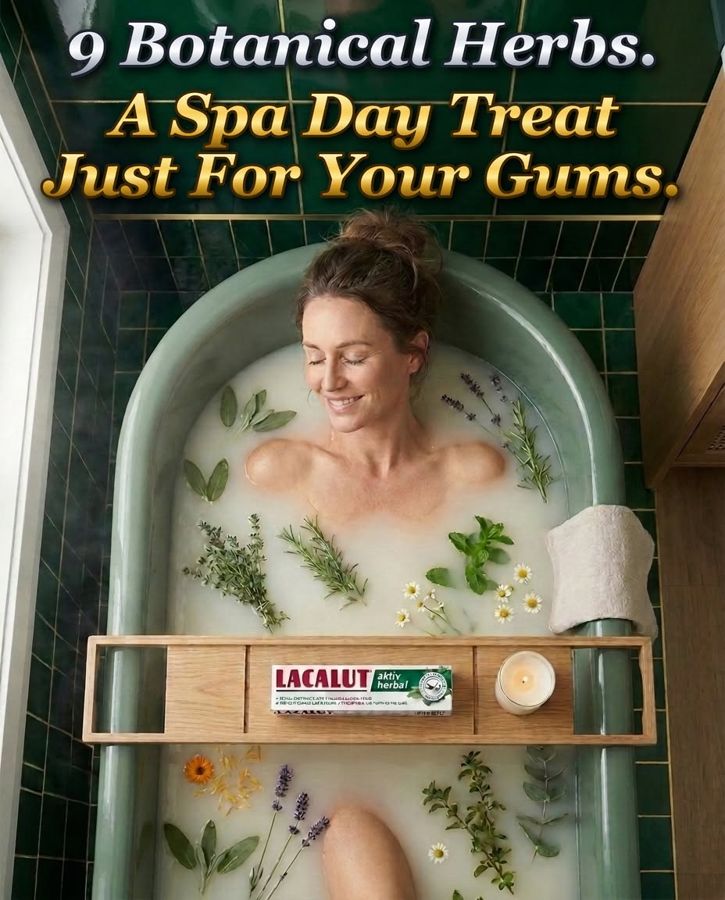 9 Botanical Herbs.
A Spa Day Treat
Just For Your Gums.
LACALUT aktiv
herbal